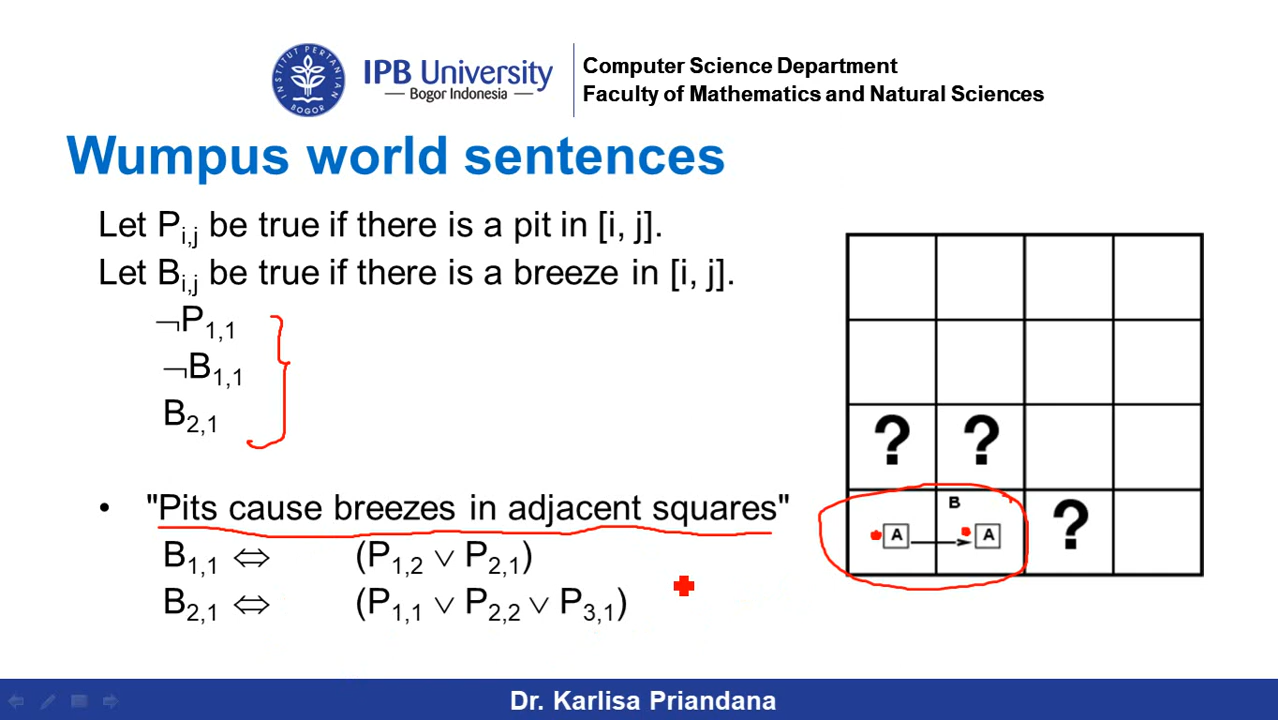 INSTITUT PERTANIAN BOGOR
IPB University
Bogor Indonesia
Computer Science Department
Faculty of Mathematics and Natural Sciences
Wumpus world sentences
Let Pi,j be true if there is a pit in [i, j].
Let Bi,j be true if there is a breeze in [i, j].
¬P1,1
¬B1,1
B2,1
• "Pits cause breezes in adjacent squares"
B1,1 ⇔ (P1,2 ∨ P2,1)
B2,1 ⇔ (P1,1 ∨ P2,2 ∨ P3,1)
? ?
B
A A ?
Dr. Karlisa Priandana